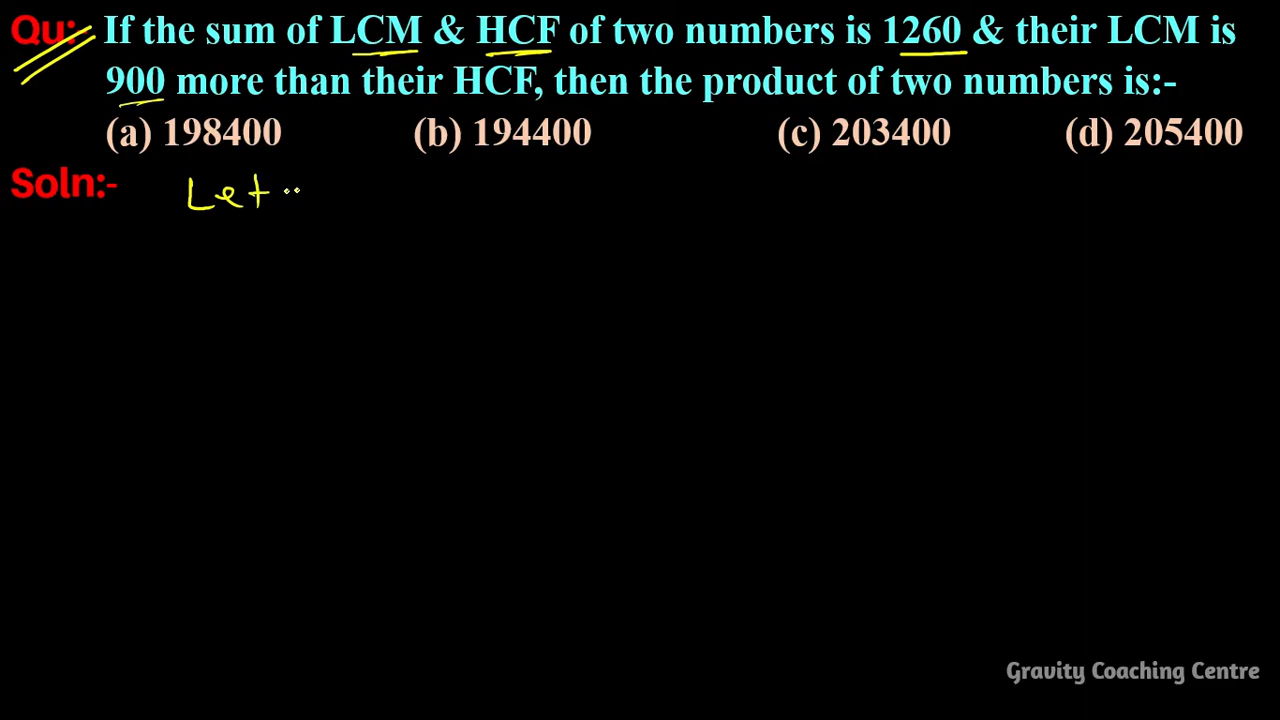 Qu:- If the sum of LCM & HCF of two numbers is 1260 & their LCM is
900 more than their HCF, then the product of two numbers is:-
(a) 198400 (b) 194400 (c) 203400 (d) 205400
Soln:- Let
Gravity Coaching Centre